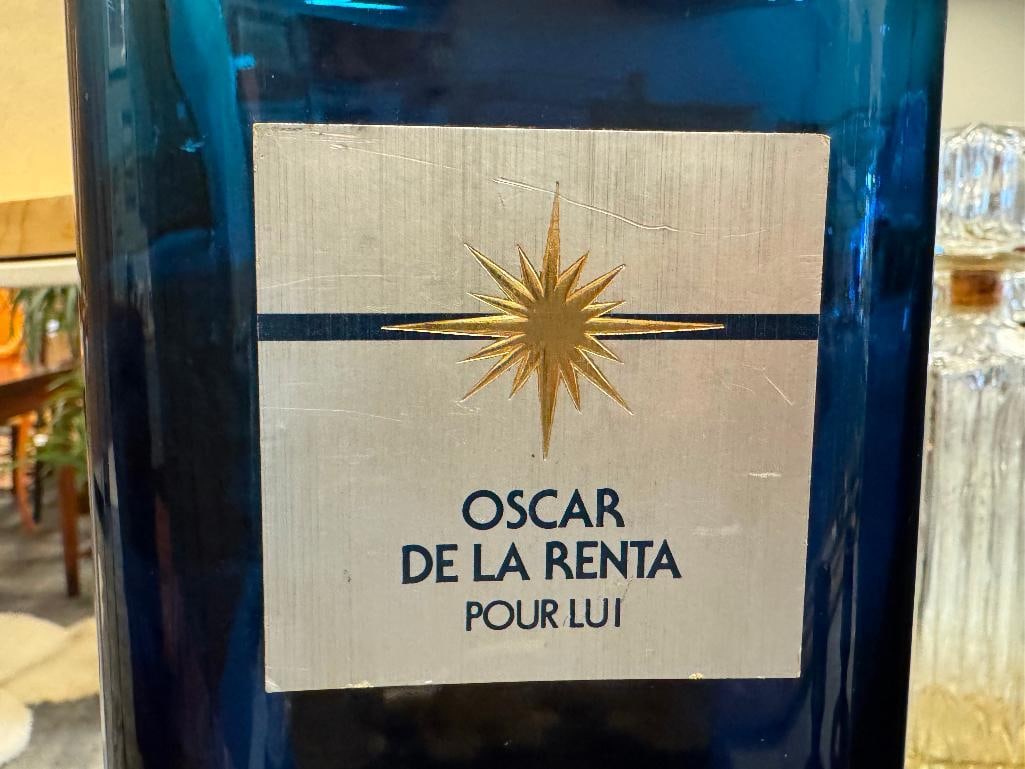 OSCAR
DE LA RENTA
POUR LUI